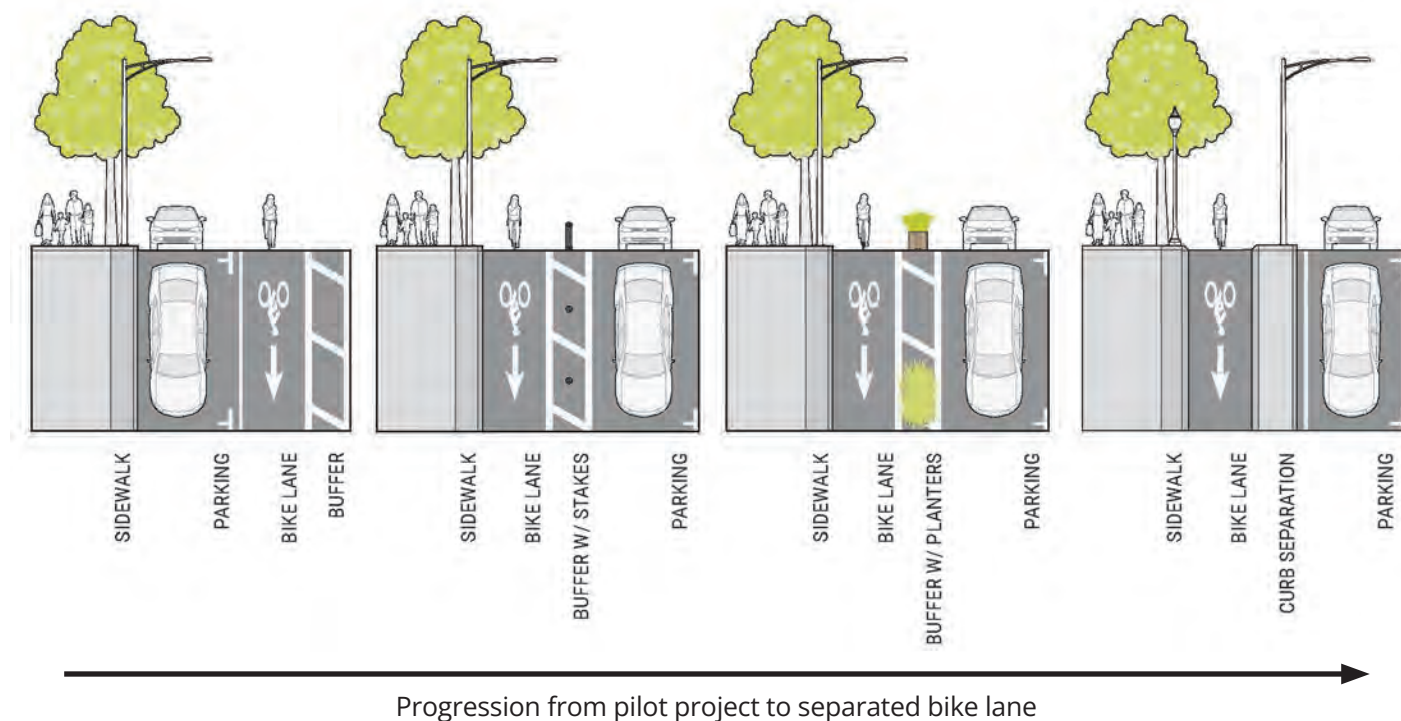 SIDEWALK
PARKING
BIKE LANE
BUFFER
SIDEWALK
BIKE LANE
BUFFER W/ STAKES
PARKING
SIDEWALK
BIKE LANE
BUFFER W/ PLANTERS
PARKING
SIDEWALK
BIKE LANE
CURB SEPARATION
PARKING
Progression from pilot project to separated bike lane